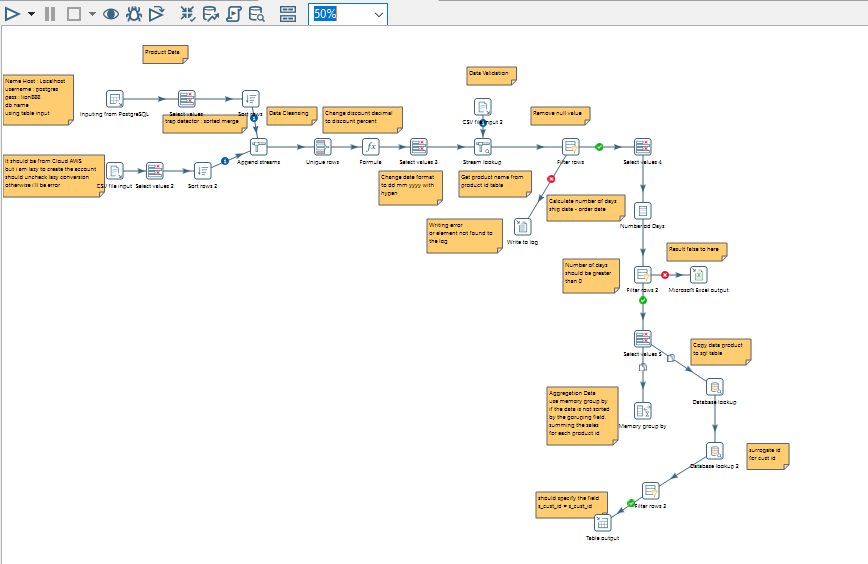 50%
Product Data
Data Validation
Name Host : Localhost
username : postgres
pass : lion888
db name
using table input
Inputing from PostgreSQL
Select values
Sort rows
trap detector : sorted merge
Data Cleansing
Change discount decimal
to discount percent
CSV file input 2
Remove null value
It should be from Cloud AWS
but i am lazy to create the account
should uncheck lazy conversion
otherwise i'll be error
CSV file input
Select values 2
Sort rows 2
Append streams
Unique rows
Formula
Select values 3
Stream lookup
Filter rows
Select values 4
Change date format
to dd mm yyyy with
hypen
Get product name from
product id table
Calculate number of days
ship date - order date
Writing error
or element not found to
the log
Write to log
Number od Days
Result false to here
Number of days
should be greater
than 0
Filter rows 2
Microsoft Excel output
Select values 5
Copy data product
to sql table
Database lookup
Aggregation Data
use memory group by
if the data is not sorted
by the goruping field.
summing the sales
for each product id
Memory group by
Database lookup 2
surrogate id
for cust id
should specify the field
s_cust_id = s_cust_id
Filter rows 3
Table output